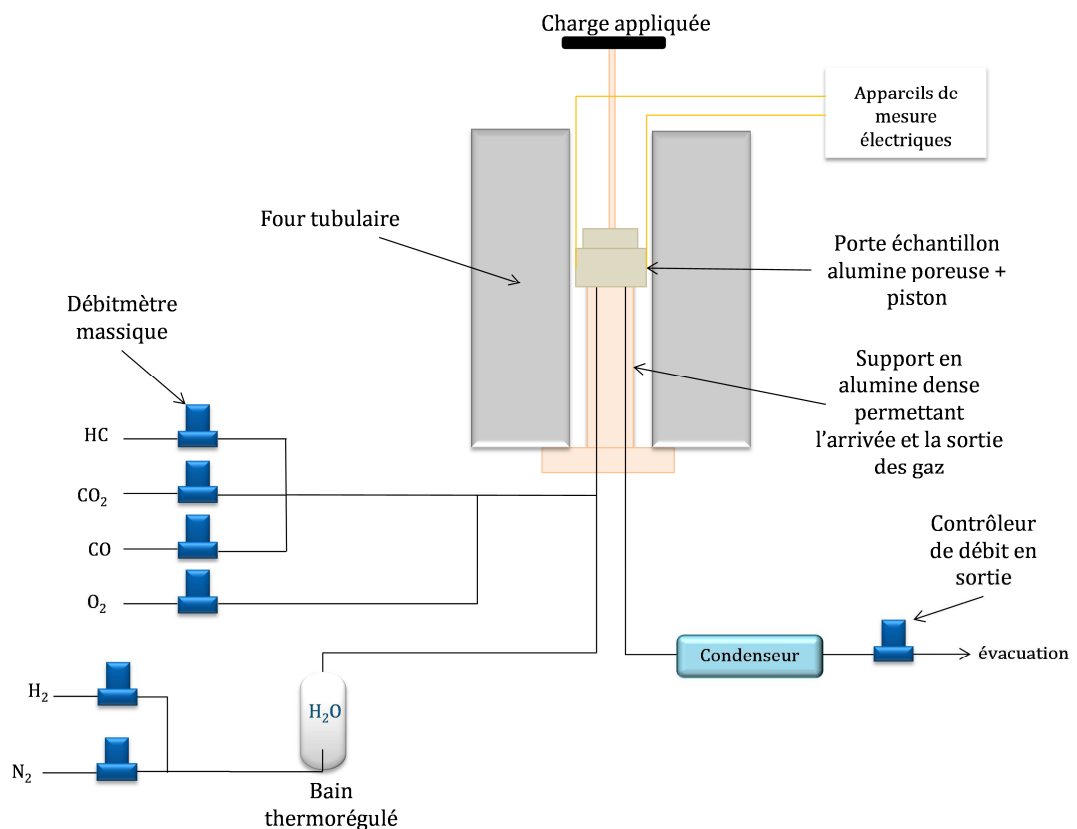 Charge appliquée
Appareils de
mesure
électriques
Four tubulaire
Porte échantillon
alumine poreuse +
piston
Débitmètre
massique
Support en
alumine dense
permettant
l'arrivée et la sortie
des gaz
HC
CO₂
CO
O₂
Contrôleur
de débit en
sortie
Condenseur
évacuation
H₂
H₂O
N₂
Bain
thermorégulé